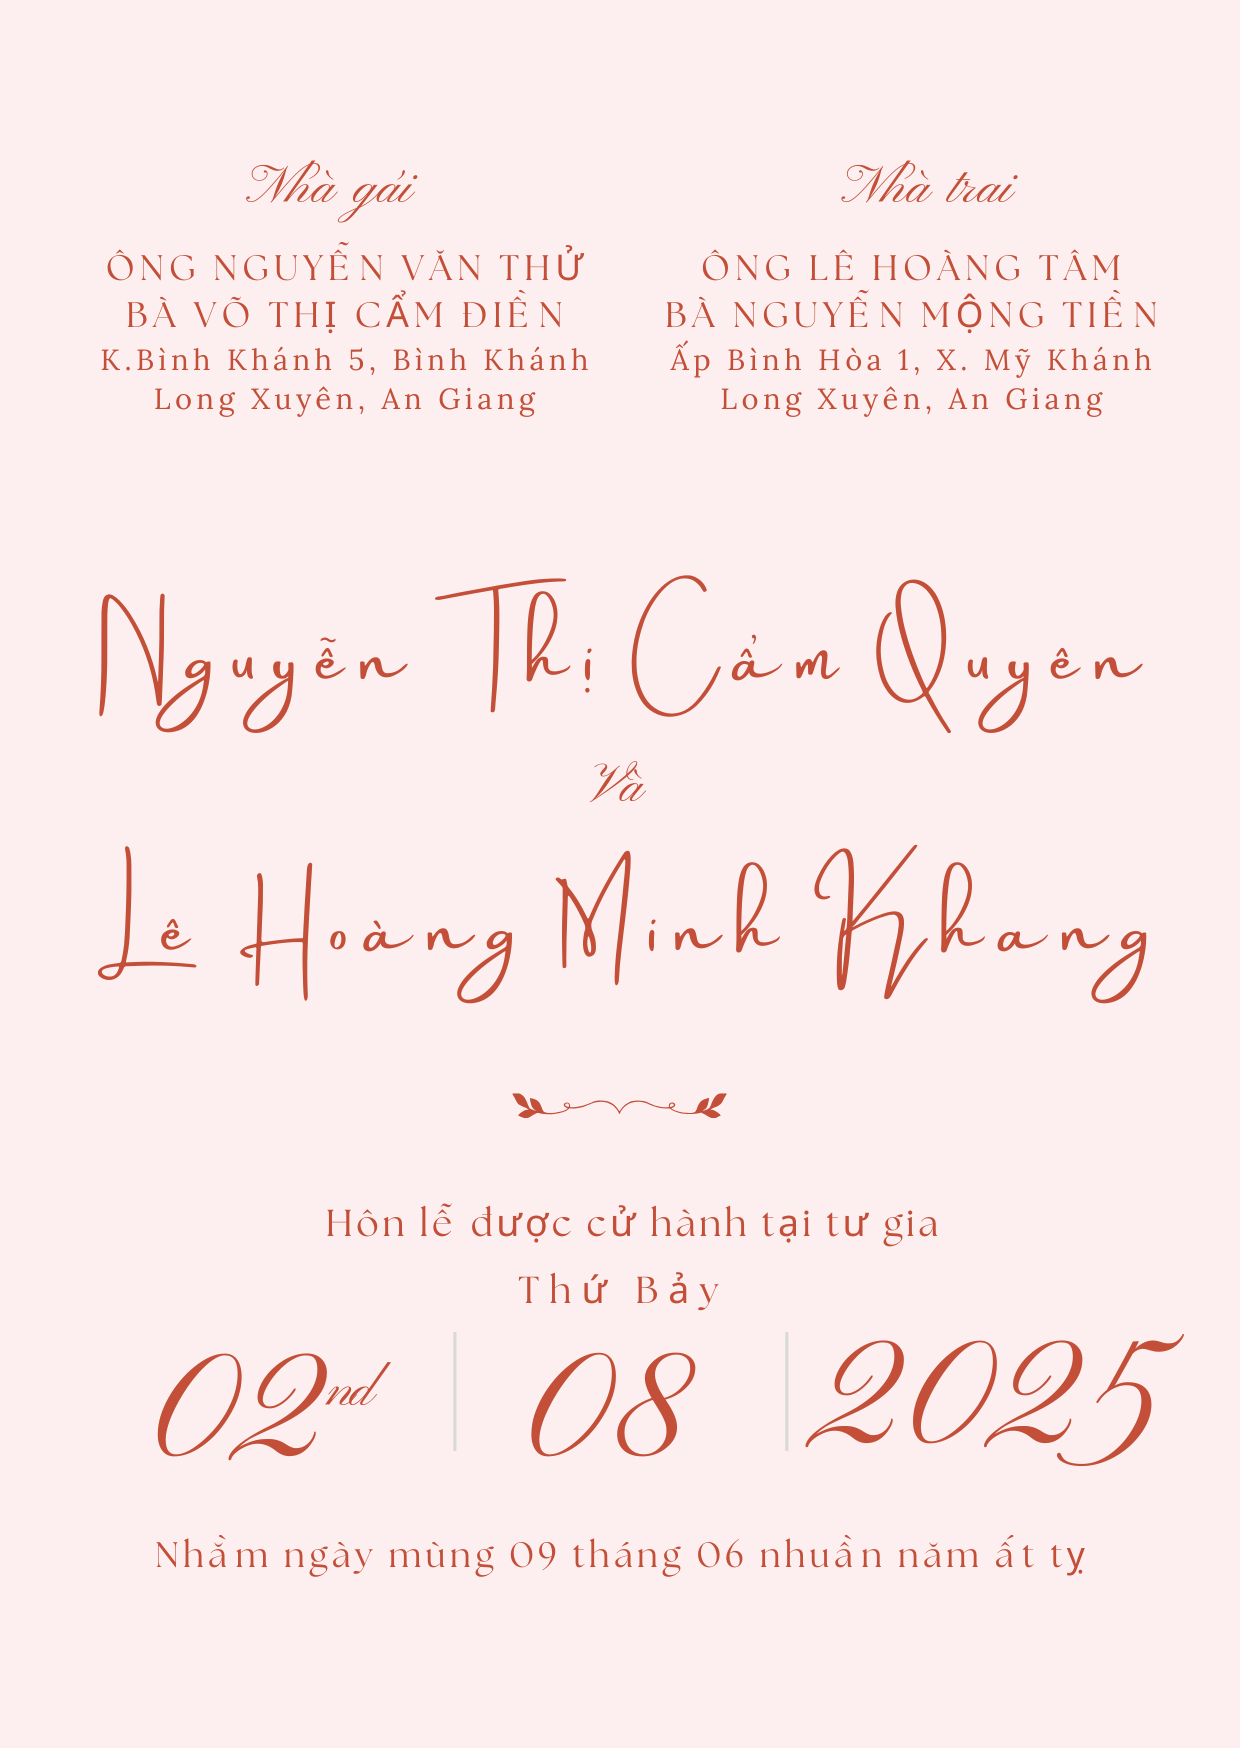 Nhà gái
ÔNG NGUYỄN VĂN THỬ
BÀ VÕ THỊ CẨM ĐIỀN
K.Bình Khánh 5, Bình Khánh
Long Xuyên, An Giang
Nhà trai
ÔNG LÊ HOÀNG TÂM
BÀ NGUYỄN MỘNG TIỀN
Ấp Bình Hòa 1, X. Mỹ Khánh
Long Xuyên, An Giang
Nguyễn Thị Cẩm Quyên
Và
Lê Hoàng Minh Khang
Hôn lễ được cử hành tại tư gia
Thứ Bảy
02nd 08 2025
Nhằm ngày mùng 09 tháng 06 nhuần năm ất tỵ